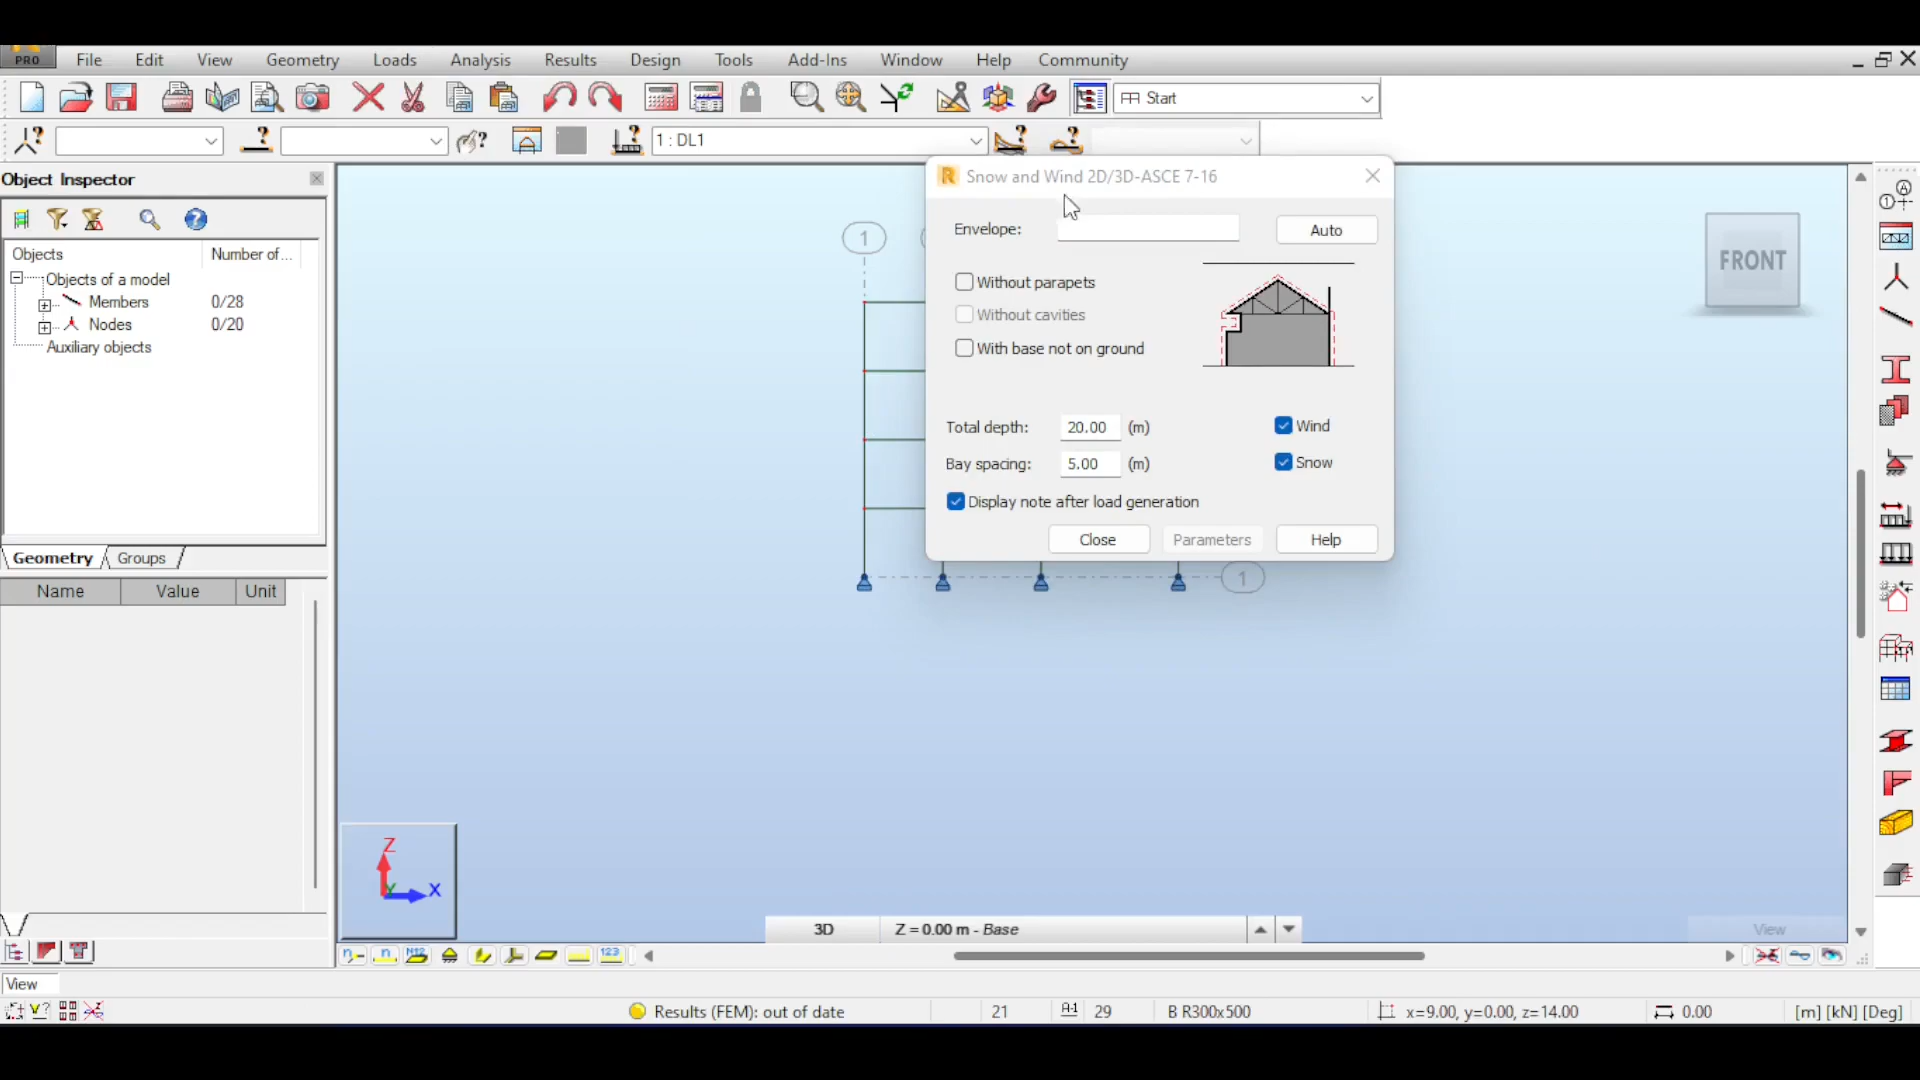 PRO File Edit View Geometry Loads Analysis Results Design Tools Add-Ins Window Help Community
Start
1 : DL1
Object Inspector
Objects Number of...
Objects of a model
Members 0/28
Nodes 0/20
Auxiliary objects
Geometry Groups
Name Value Unit
Snow and Wind 2D/3D-ASCE 7-16
Envelope: Auto
Without parapets
Without cavities
With base not on ground
Total depth: 20.00 (m) Wind
Bay spacing: 5.00 (m) Snow
Display note after load generation
Close Parameters Help
1
1
FRONT
Z
Y X
3D Z = 0.00 m - Base View
View
Results (FEM): out of date 21 29 B R300x500 x=9.00, y=0.00, z=14.00 0.00 [m] [kN] [Deg]